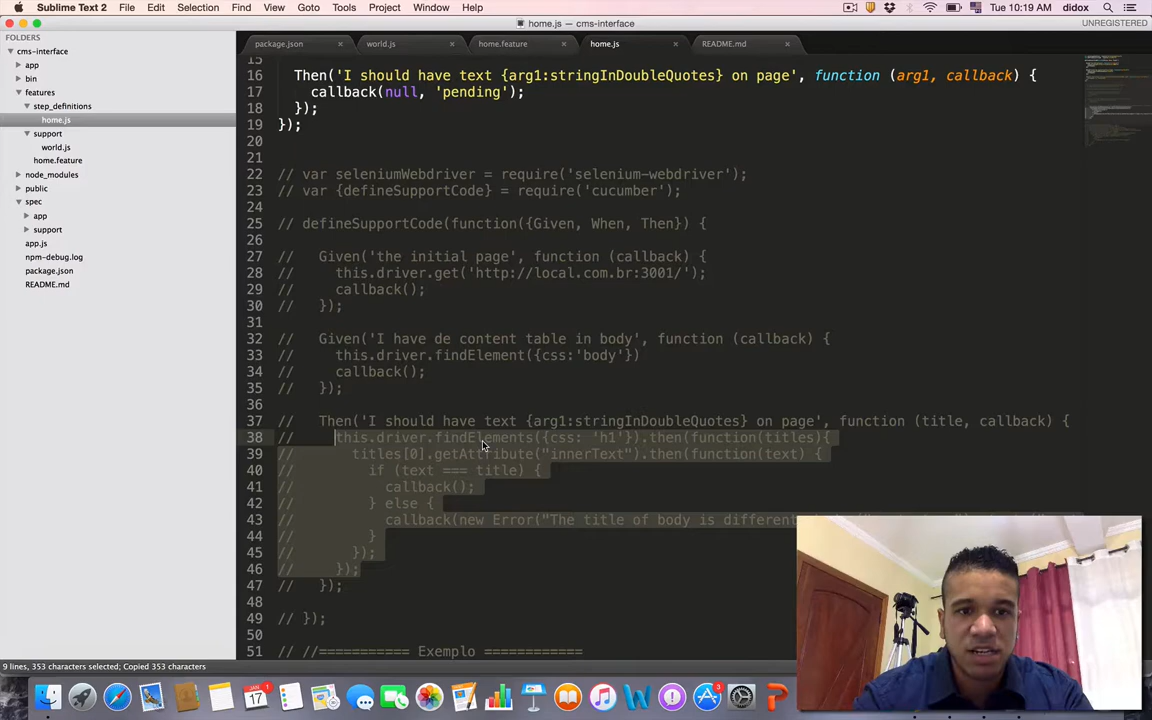 Sublime Text 2 File Edit Selection Find View Goto Tools Project Window Help Tue 10:19 AM didox
home.js — cms-interface
UNREGISTERED
FOLDERS
cms-interface
app
bin
features
step_definitions
home.js
support
world.js
home.feature
node_modules
public
spec
app
support
app.js
npm-debug.log
package.json
README.md
package.json × world.js × home.feature × home.js × README.md ×
15
16 Then('I should have text {arg1:stringInDoubleQuotes} on page', function (arg1, callback) {
17 callback(null, 'pending');
18 });
19 });
20
21
22 // var seleniumWebdriver = require('selenium-webdriver');
23 // var {defineSupportCode} = require('cucumber');
24
25 // defineSupportCode(function({Given, When, Then}) {
26
27 // Given('the initial page', function (callback) {
28 // this.driver.get('http://local.com.br:3001/');
29 // callback();
30 // });
31
32 // Given('I have de content table in body', function (callback) {
33 // this.driver.findElement({css:'body'})
34 // callback();
35 // });
36
37 // Then('I should have text {arg1:stringInDoubleQuotes} on page', function (title, callback) {
38 // this.driver.findElements({css: 'h1'}).then(function(titles){
39 // titles[0].getAttribute("innerText").then(function(text) {
40 // if (text === title) {
41 // callback();
42 // } else {
43 // callback(new Error("The title of body is different
44 // }
45 // });
46 // });
47 // });
48
49 // });
50
51 // //=========== Exemplo ============
9 lines, 353 characters selected; Copied 353 characters
JAN
17
1
3